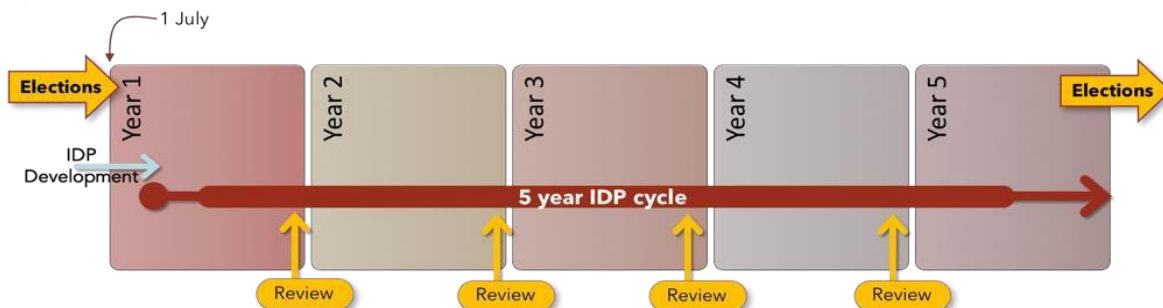 1 July
Elections
Year 1
Year 2
Year 3
Year 4
Year 5
Elections
IDP
Development
5 year IDP cycle
Review
Review
Review
Review